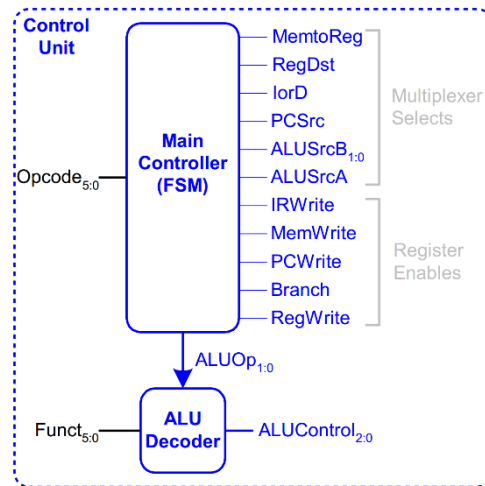 Control
Unit
MemtoReg
RegDst
IorD
PCSrc
ALUSrcB1:0
ALUSrcA
Multiplexer
Selects
Main
Controller
(FSM)
Opcode5:0
IRWrite
MemWrite
PCWrite
Branch
RegWrite
Register
Enables
ALUOp1:0
Funct5:0
ALU
Decoder
ALUControl2:0